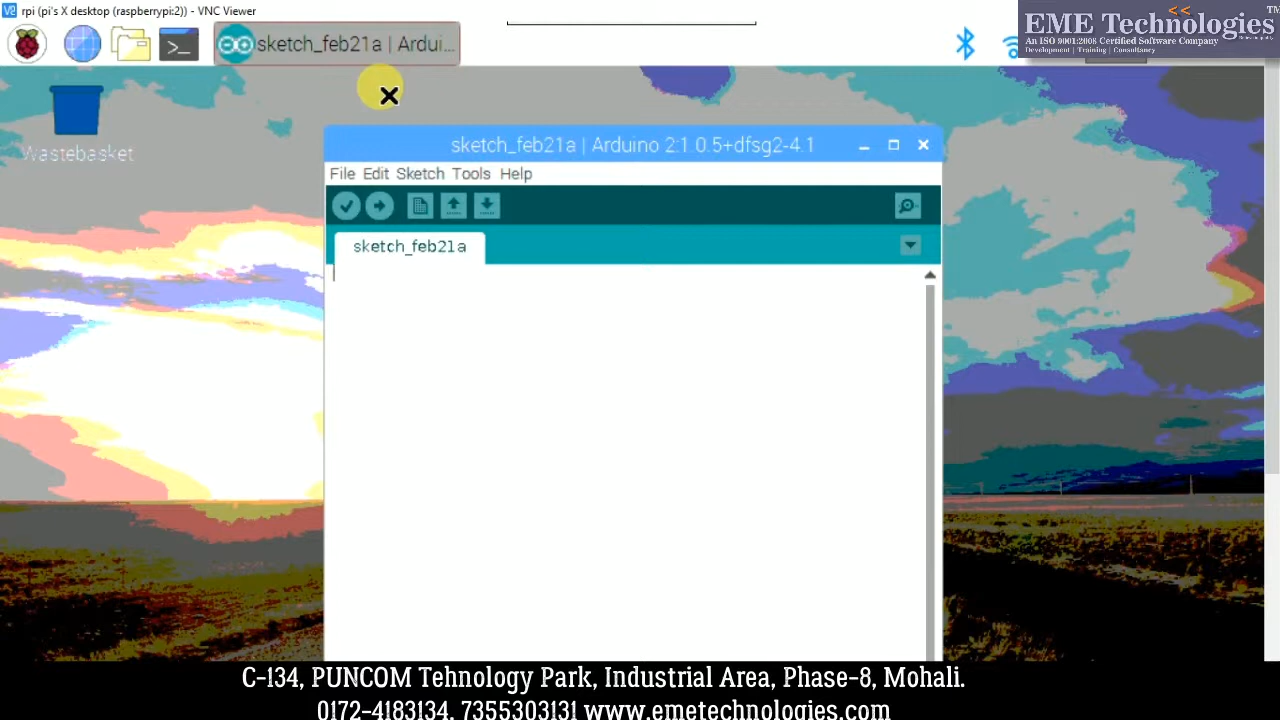 rpi (pi's X desktop (raspberrypi:2)) - VNC Viewer
sketch_feb21a | Ardui...
EME Technologies
TM
An ISO 9001:2008 Certified Software Company
Development | Training | Consultancy
Wastebasket
sketch_feb21a | Arduino 2:1.0.5+dfsg2-4.1
File Edit Sketch Tools Help
sketch_feb21a
C-134, PUNCOM Tehnology Park, Industrial Area, Phase-8, Mohali.
0172-4183134, 7355303131 www.emetechnologies.com